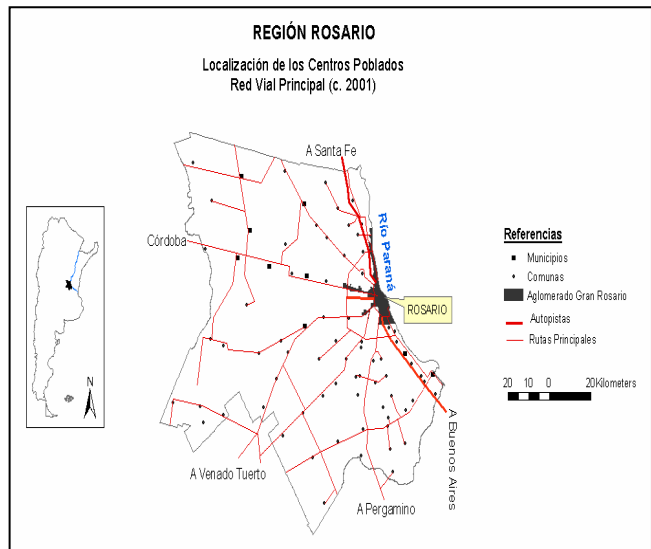 REGIÓN ROSARIO
Localización de los Centros Poblados
Red Vial Principal (c. 2001)
A Santa Fe
Río Paraná
Córdoba
ROSARIO
Referencias
Municipios
Comunas
Aglomerado Gran Rosario
Autopistas
Rutas Principales
20 10 0 20 Kilometers
N
A Buenos Aires
A Venado Tuerto
A Pergamino